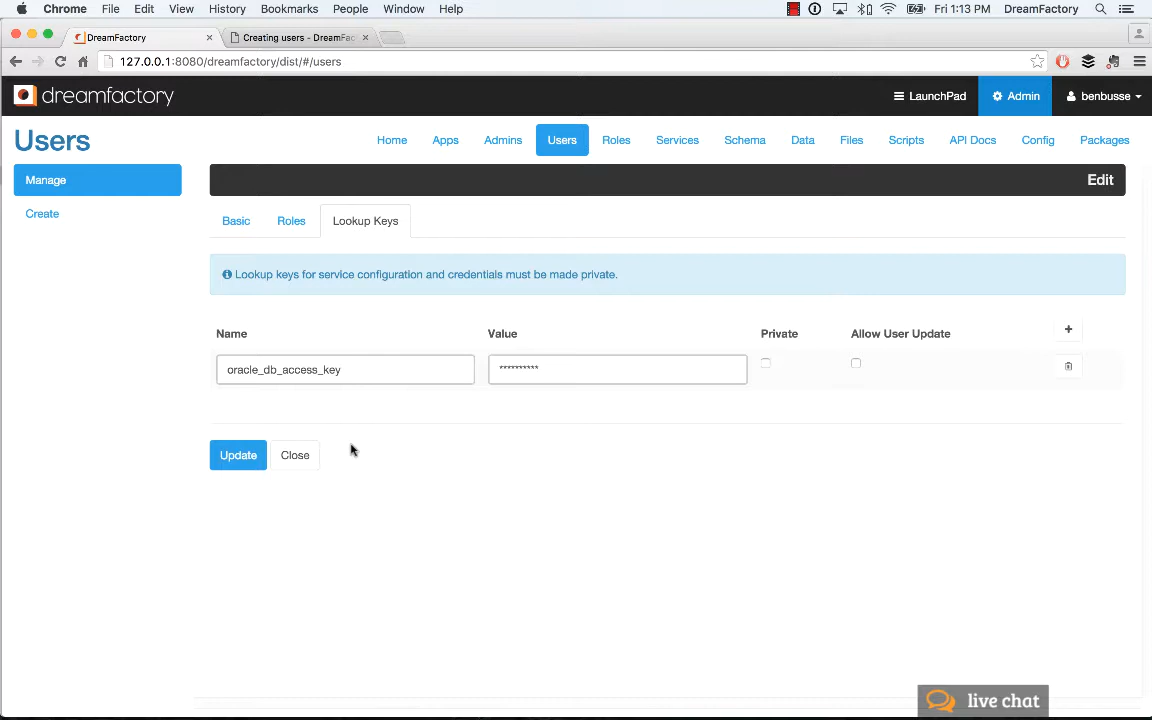 Chrome File Edit View History Bookmarks People Window Help Fri 1:13 PM DreamFactory
DreamFactory Creating users - DreamFac
127.0.0.1:8080/dreamfactory/dist/#/users
dreamfactory LaunchPad Admin benbusse
Users Home Apps Admins Users Roles Services Schema Data Files Scripts API Docs Config Packages
Manage
Create
Edit
Basic Roles Lookup Keys
Lookup keys for service configuration and credentials must be made private.
Name Value Private Allow User Update +
oracle_db_access_key **********
Update Close
live chat